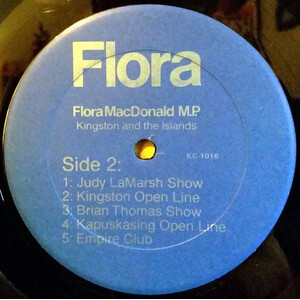 Flora
Flora MacDonald M.P
Kingston and the Islands
KC-1016
Side 2:
1: Judy LaMarsh Show
2: Kingston Open Line
3: Brian Thomas Show
4: Kapuskasing Open Line
5: Empire Club